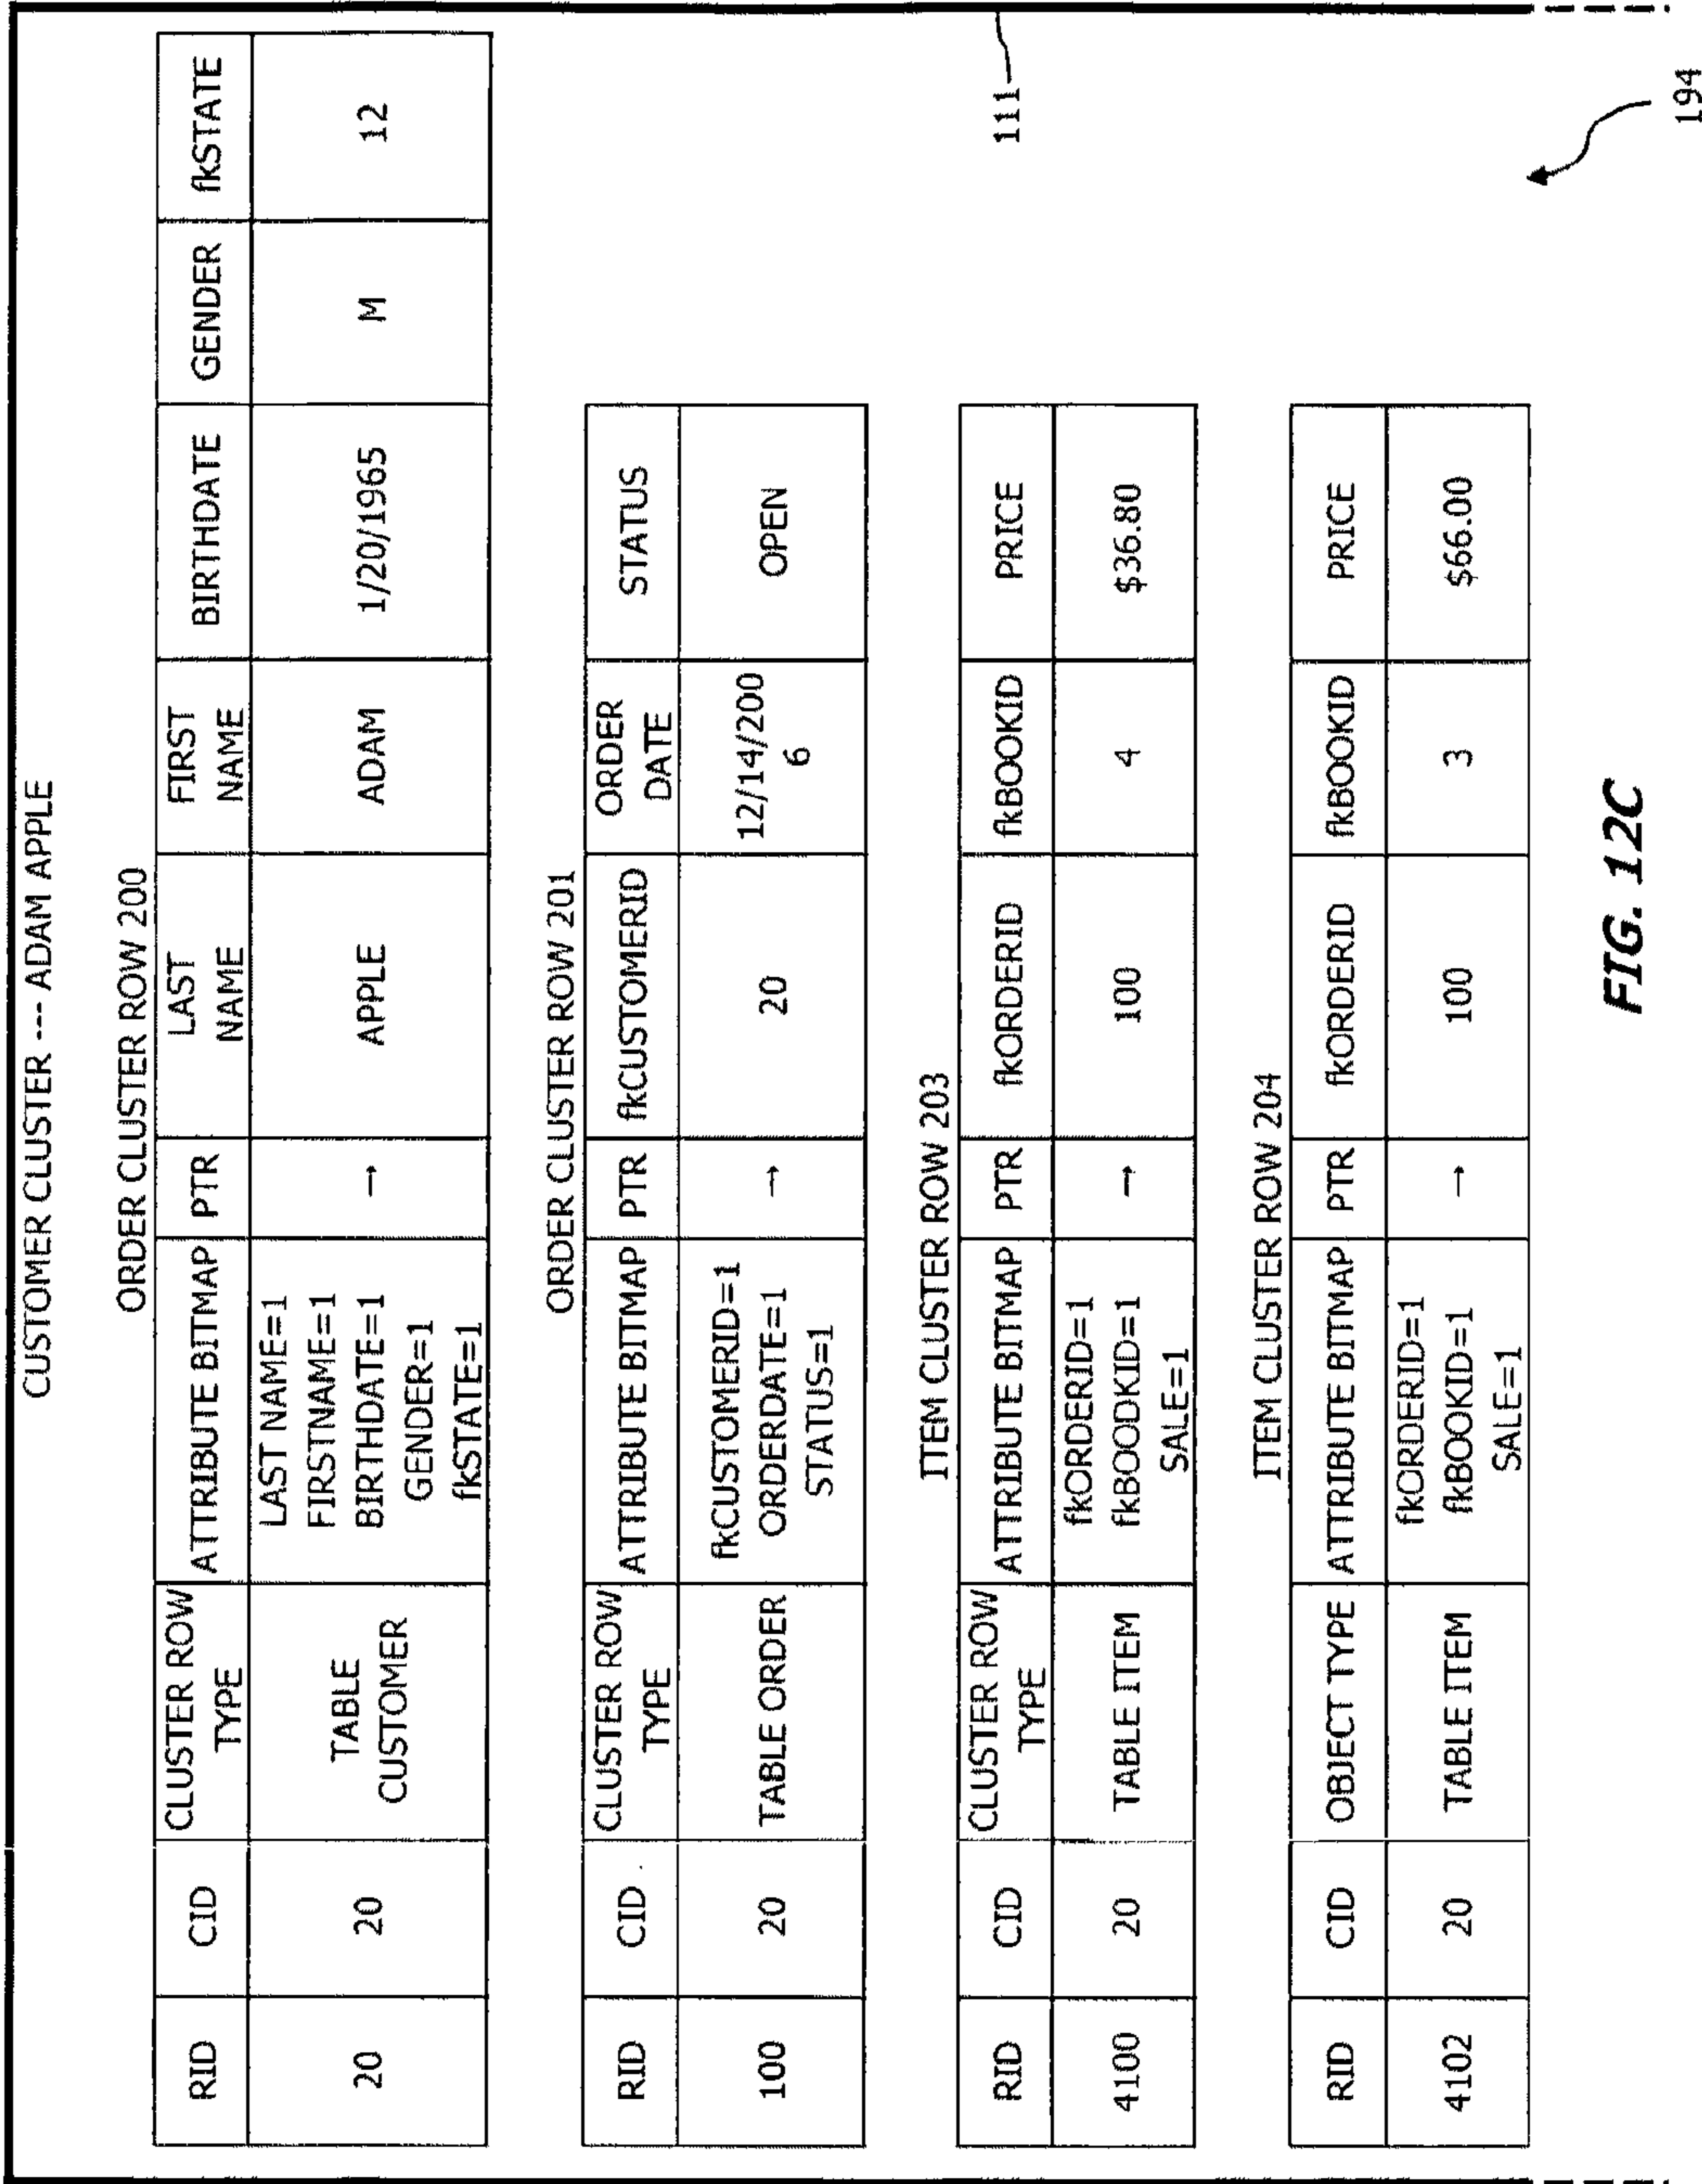 CUSTOMER CLUSTER --- ADAM APPLE
ORDER CLUSTER ROW 200
RID CID CLUSTER ROW TYPE ATTRIBUTE BITMAP PTR LAST NAME FIRST NAME BIRTHDATE GENDER fkSTATE
20 20 TABLE CUSTOMER LAST NAME=1 FIRSTNAME=1 BIRTHDATE=1 GENDER=1 fkSTATE=1 → APPLE ADAM 1/20/1965 M 12
ORDER CLUSTER ROW 201
RID CID CLUSTER ROW TYPE ATTRIBUTE BITMAP PTR fkCUSTOMERID ORDER DATE STATUS
100 20 TABLE ORDER fkCUSTOMERID=1 ORDERDATE=1 STATUS=1 → 20 12/14/200 6 OPEN
ITEM CLUSTER ROW 203
RID CID CLUSTER ROW TYPE ATTRIBUTE BITMAP PTR fkORDERID fkBOOKID PRICE
4100 20 TABLE ITEM fkORDERID=1 fkBOODKID=1 SALE=1 → 100 4 $36.80
111
ITEM CLUSTER ROW 204
RID CID OBJECT TYPE ATTRIBUTE BITMAP PTR fkORDERID fkBOOKID PRICE
4102 20 TABLE ITEM fkORDERID=1 fkBOOKID=1 SALE=1 → 100 3 $66.00
FIG. 12C
194